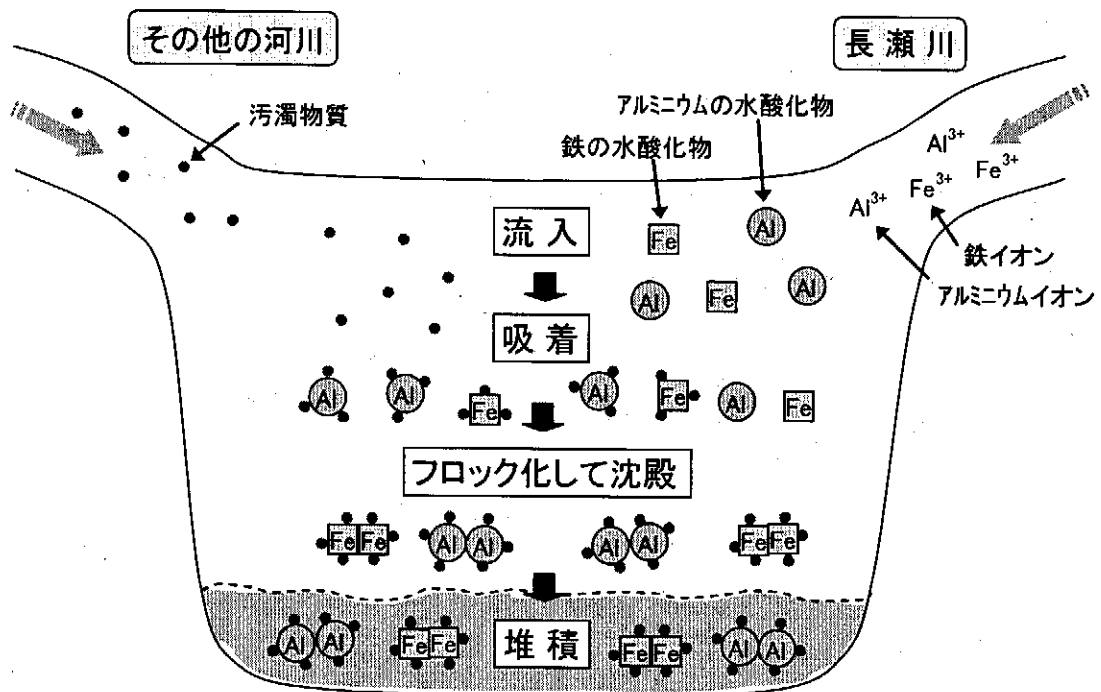 その他の河川
長瀬川
汚濁物質
アルミニウムの水酸化物
鉄の水酸化物
Al3+
Fe3+
Fe3+
Al3+
鉄イオン
アルミニウムイオン
流入
Fe
Al
Al
Fe
Al
吸着
Al
Al
Fe
Al
Fe
Al
Fe
フロック化して沈殿
Fe Fe
Al Al
Al Al
Fe Fe
堆積
Al Al
Fe Fe
Fe Fe
Al Al